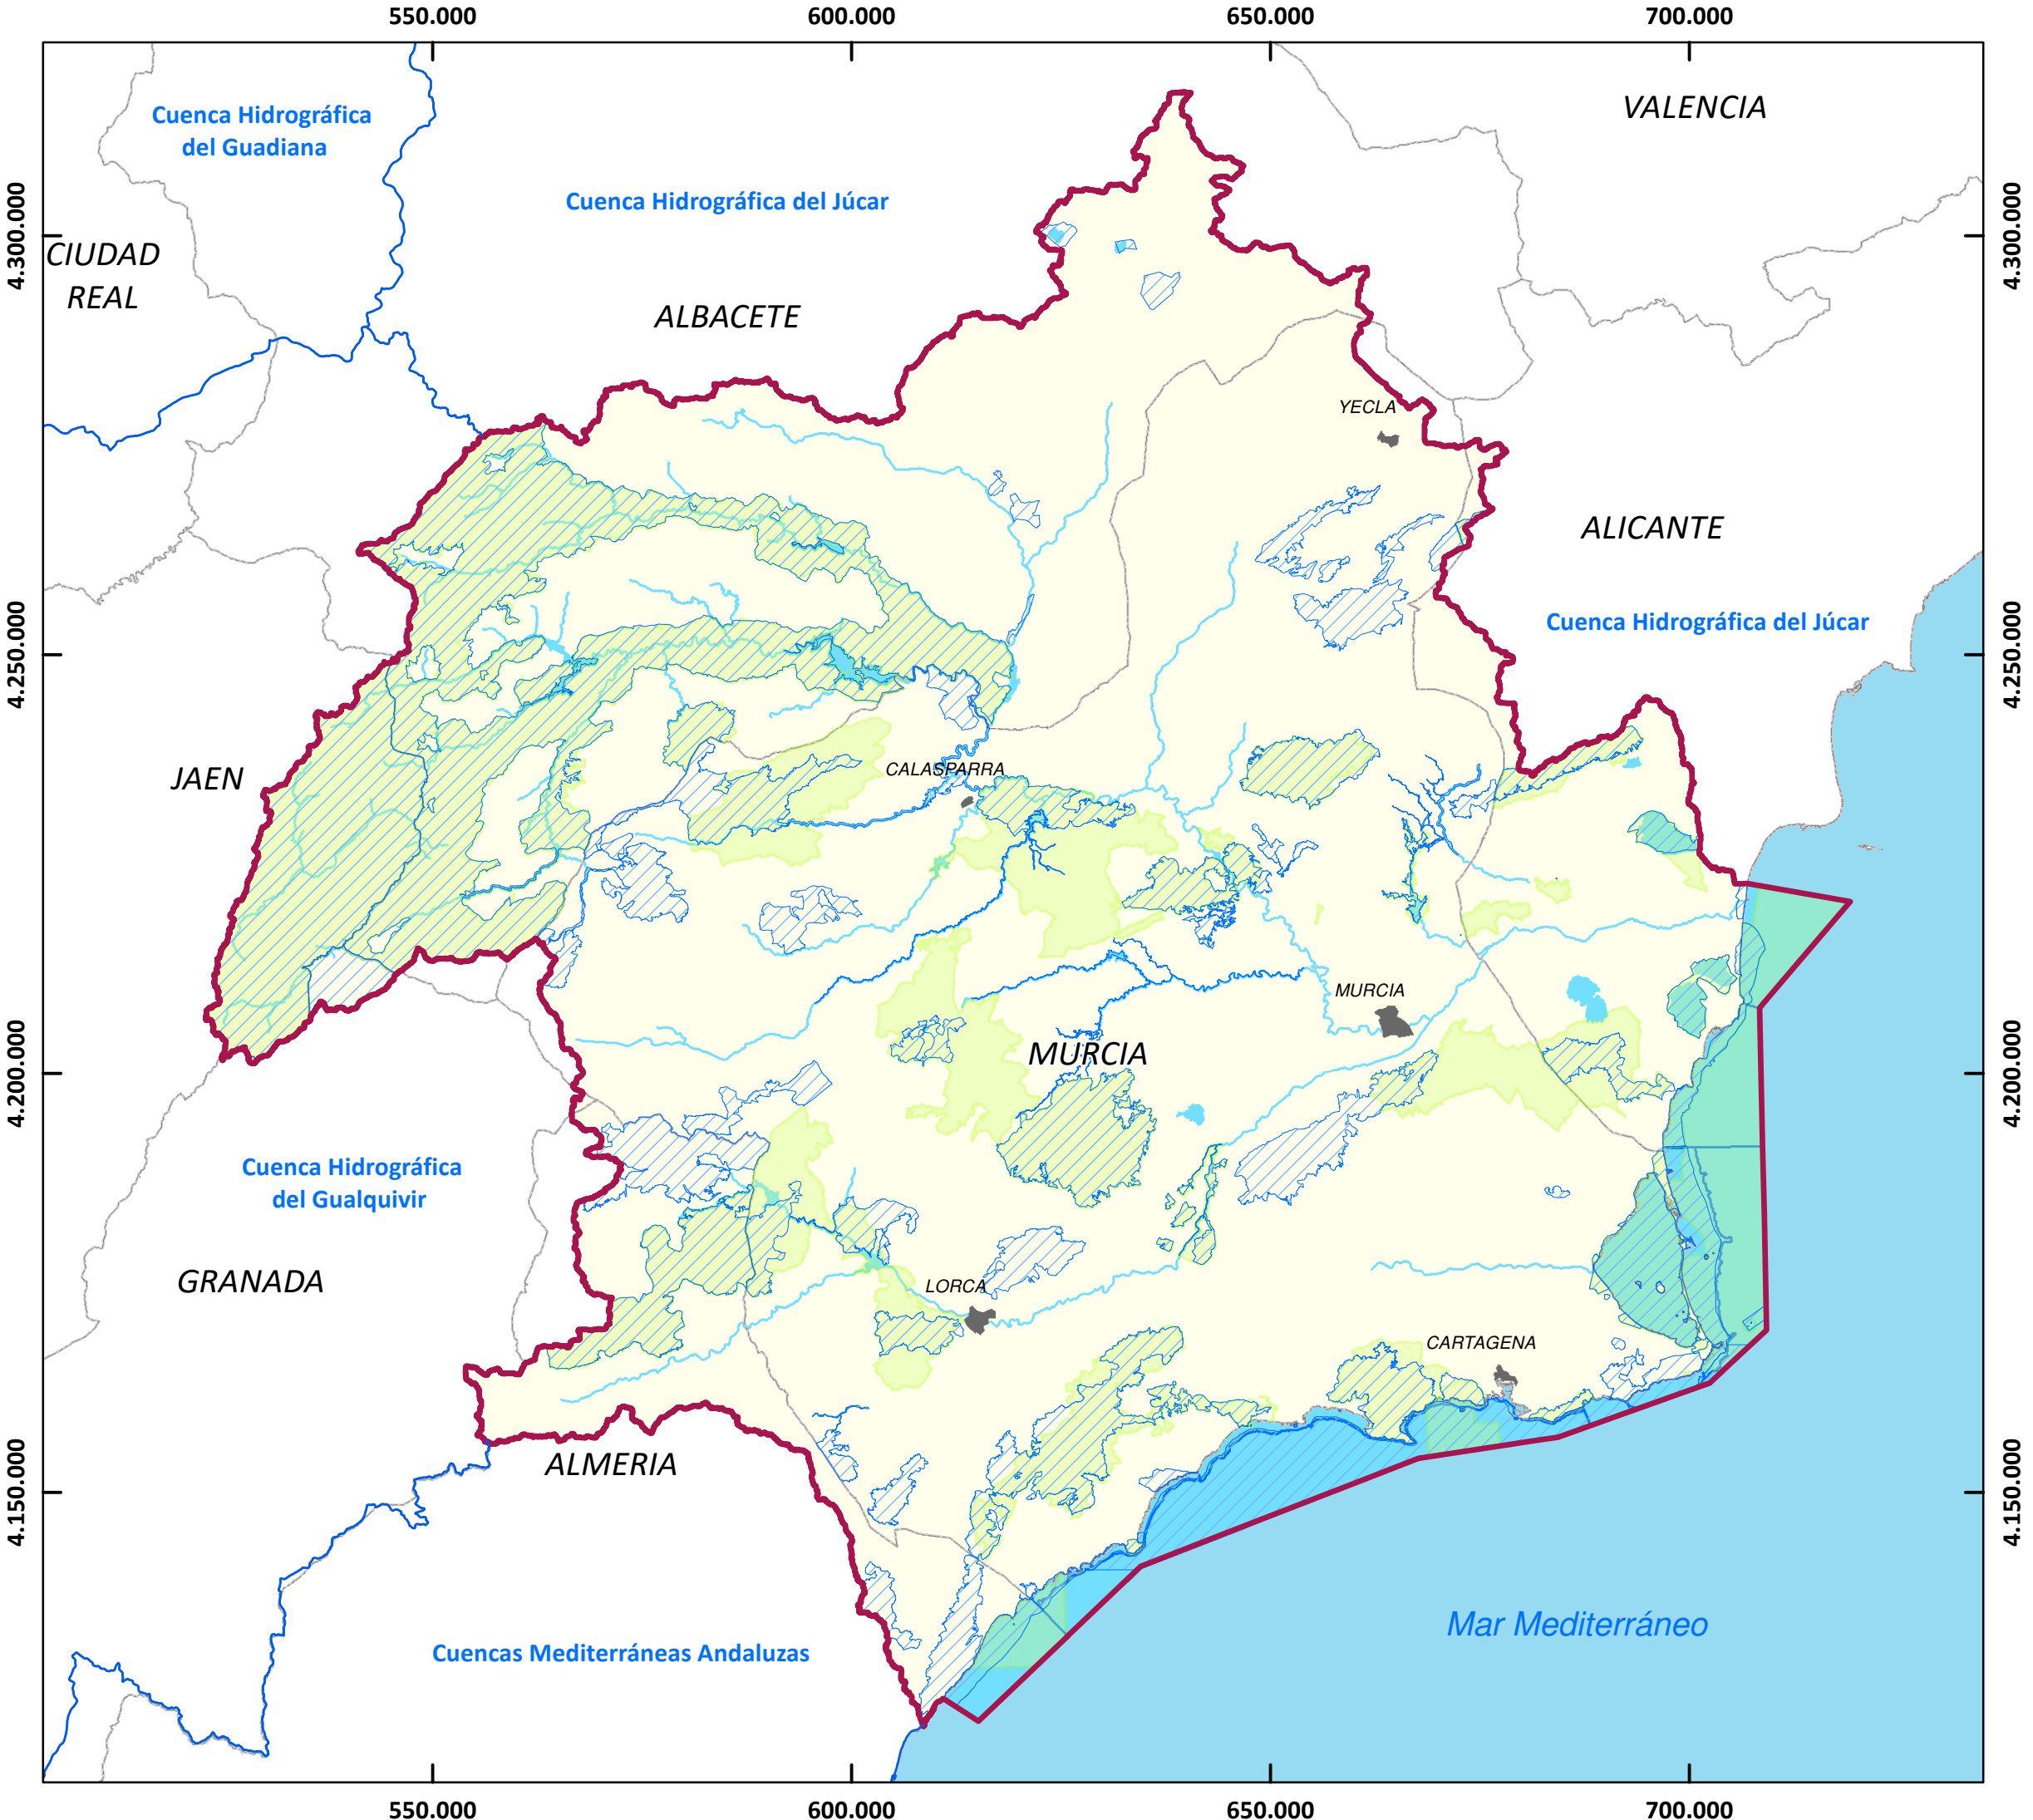 550.000
600.000
650.000
700.000
VALENCIA
Cuenca Hidrográfica
del Guadiana
Cuenca Hidrográfica del Júcar
4.300.000
4.300.000
CIUDAD
REAL
ALBACETE
YECLA
ALICANTE
4.250.000
4.250.000
Cuenca Hidrográfica del Júcar
JAEN
CALASPARRA
MURCIA
MURCIA
4.200.000
4.200.000
Cuenca Hidrográfica
del Gualquivir
GRANADA
LORCA
CARTAGENA
ALMERIA
4.150.000
4.150.000
Mar Mediterráneo
Cuencas Mediterráneas Andaluzas
550.000
600.000
650.000
700.000